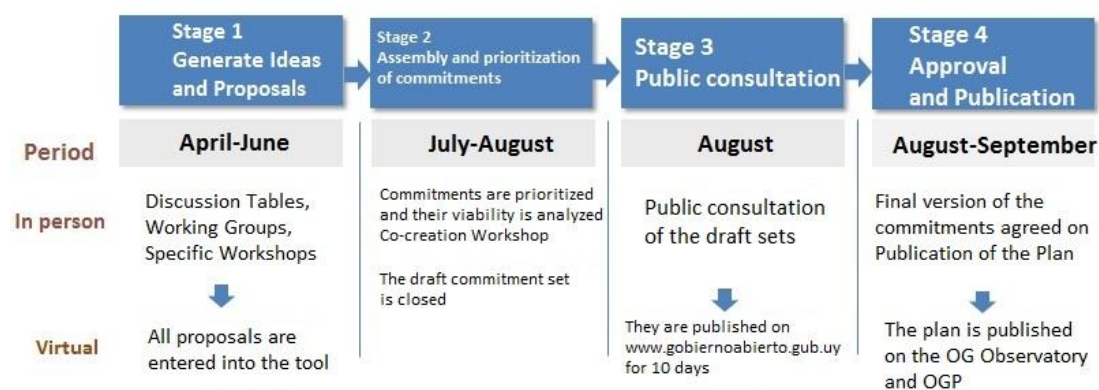 Stage 1
Generate Ideas
and Proposals
Stage 2
Assembly and prioritization
of commitments
Stage 3
Public consultation
Stage 4
Approval
and Publication
Period
April-June
July-August
August
August-September
In person
Discussion Tables,
Working Groups,
Specific Workshops
Commitments are prioritized
and their viability is analyzed
Co-creation Workshop
The draft commitment set
is closed
Public consultation
of the draft sets
Final version of the
commitments agreed on
Publication of the Plan
Virtual
All proposals are
entered into the tool
They are published on
www.gobiernoabierto.gub.uy
for 10 days
The plan is published
on the OG Observatory
and OGP